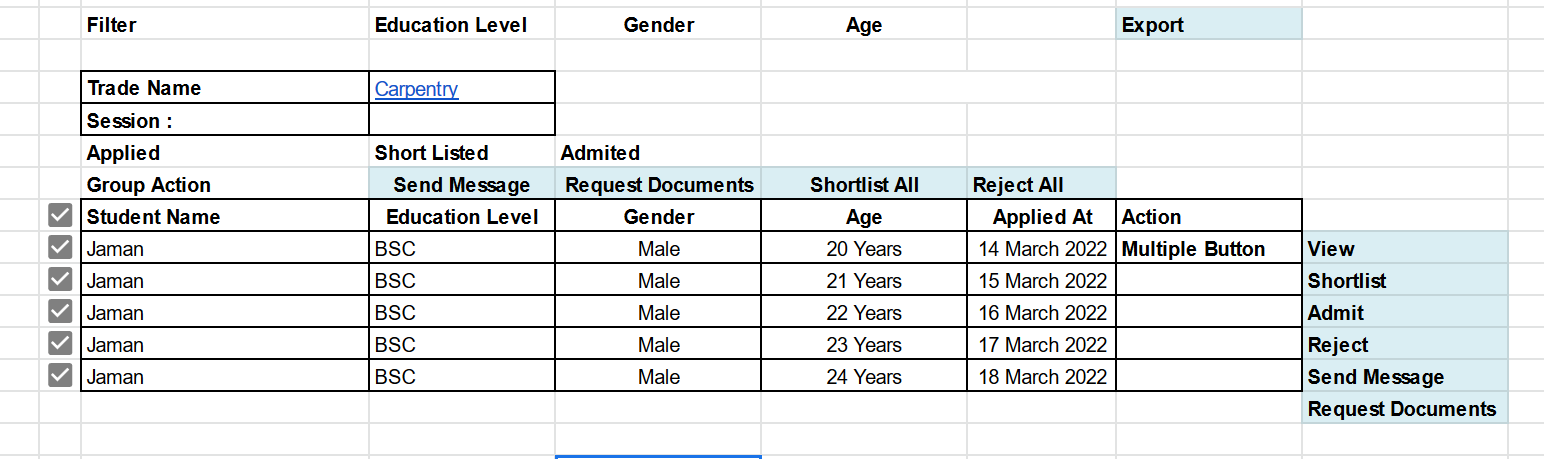 Filter Education Level Gender Age Export
Trade Name Carpentry
Session :
Applied Short Listed Admited
Group Action Send Message Request Documents Shortlist All Reject All
Student Name Education Level Gender Age Applied At Action
Jaman BSC Male 20 Years 14 March 2022 Multiple Button View
Jaman BSC Male 21 Years 15 March 2022 Shortlist
Jaman BSC Male 22 Years 16 March 2022 Admit
Jaman BSC Male 23 Years 17 March 2022 Reject
Jaman BSC Male 24 Years 18 March 2022 Send Message
Request Documents